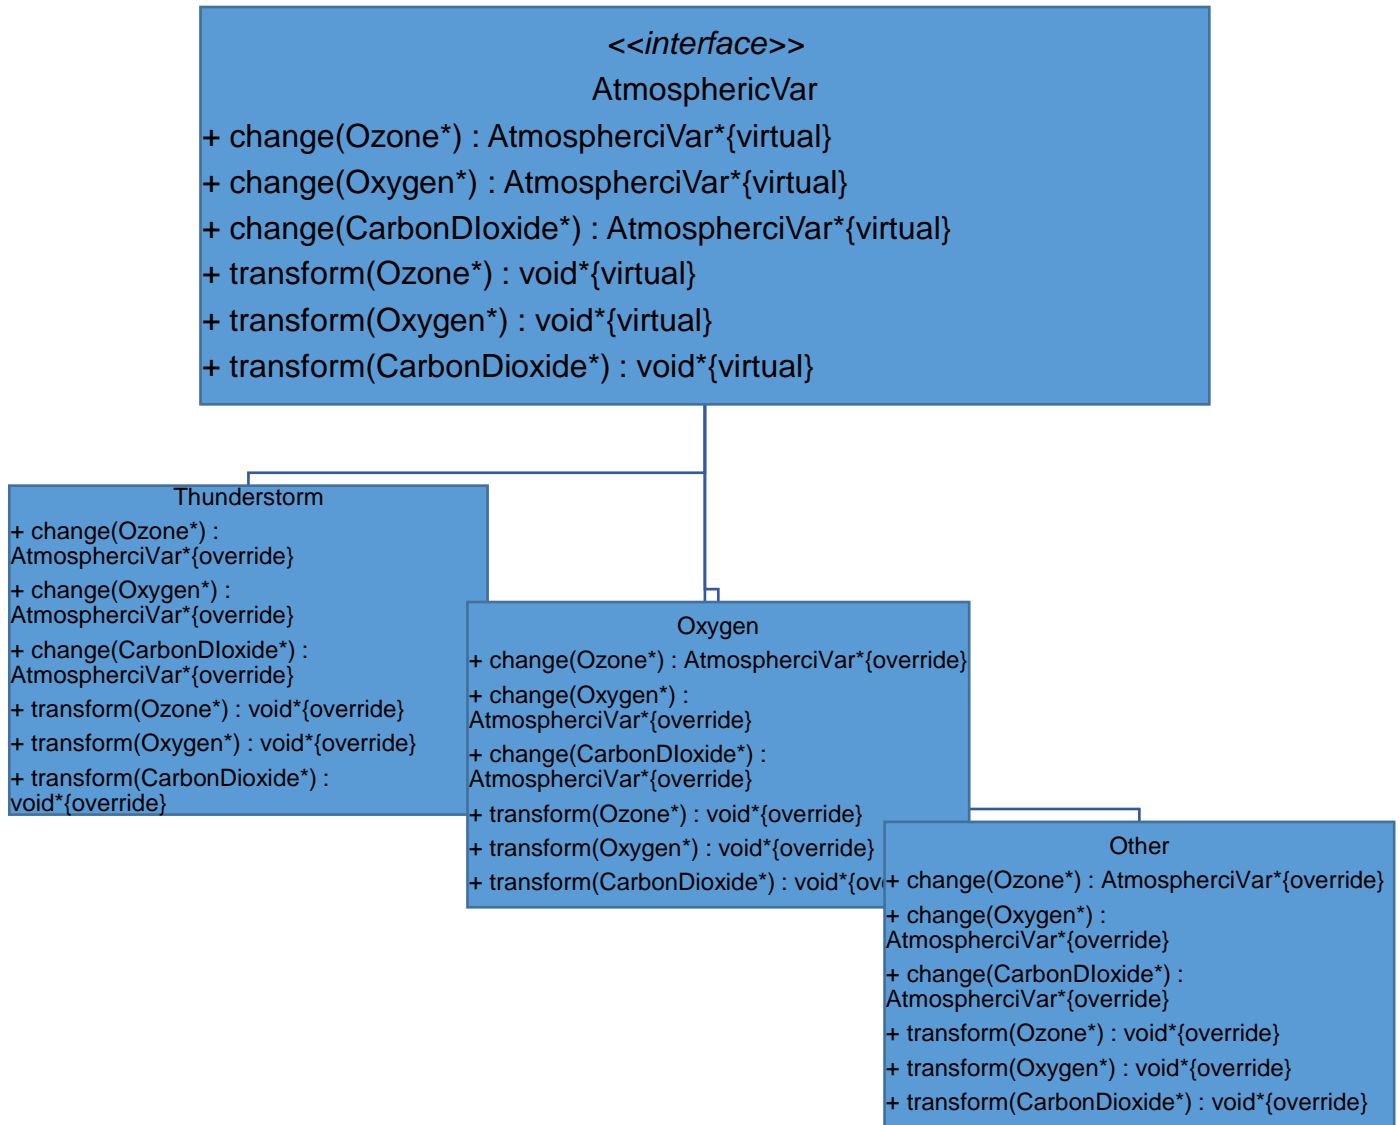 <<interface>>
AtmosphericVar
+ change(Ozone*) : AtmospherciVar*{virtual}
+ change(Oxygen*) : AtmospherciVar*{virtual}
+ change(CarbonDIoxide*) : AtmospherciVar*{virtual}
+ transform(Ozone*) : void*{virtual}
+ transform(Oxygen*) : void*{virtual}
+ transform(CarbonDioxide*) : void*{virtual}
Thunderstorm
+ change(Ozone*) :
AtmospherciVar*{override}
+ change(Oxygen*) :
AtmospherciVar*{override}
+ change(CarbonDIoxide*) :
AtmospherciVar*{override}
+ transform(Ozone*) : void*{override}
+ transform(Oxygen*) : void*{override}
+ transform(CarbonDioxide*) :
void*{override}
Oxygen
+ change(Ozone*) : AtmospherciVar*{override}
+ change(Oxygen*) :
AtmospherciVar*{override}
+ change(CarbonDIoxide*) :
AtmospherciVar*{override}
+ transform(Ozone*) : void*{override}
+ transform(Oxygen*) : void*{override}
+ transform(CarbonDioxide*) : void*{ov
Other
+ change(Ozone*) : AtmospherciVar*{override}
+ change(Oxygen*) :
AtmospherciVar*{override}
+ change(CarbonDIoxide*) :
AtmospherciVar*{override}
+ transform(Ozone*) : void*{override}
+ transform(Oxygen*) : void*{override}
+ transform(CarbonDioxide*) : void*{override}